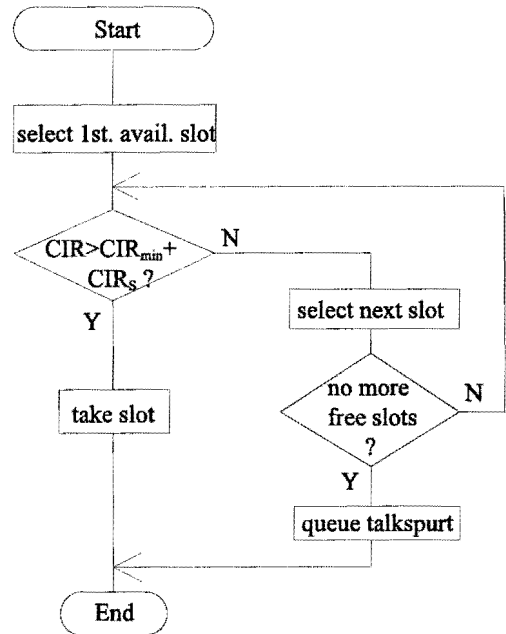 Start
select 1st. avail. slot
CIR>CIRmin+
CIRS ?
N
Y
select next slot
take slot
no more
free slots
?
N
Y
queue talkspurt
End